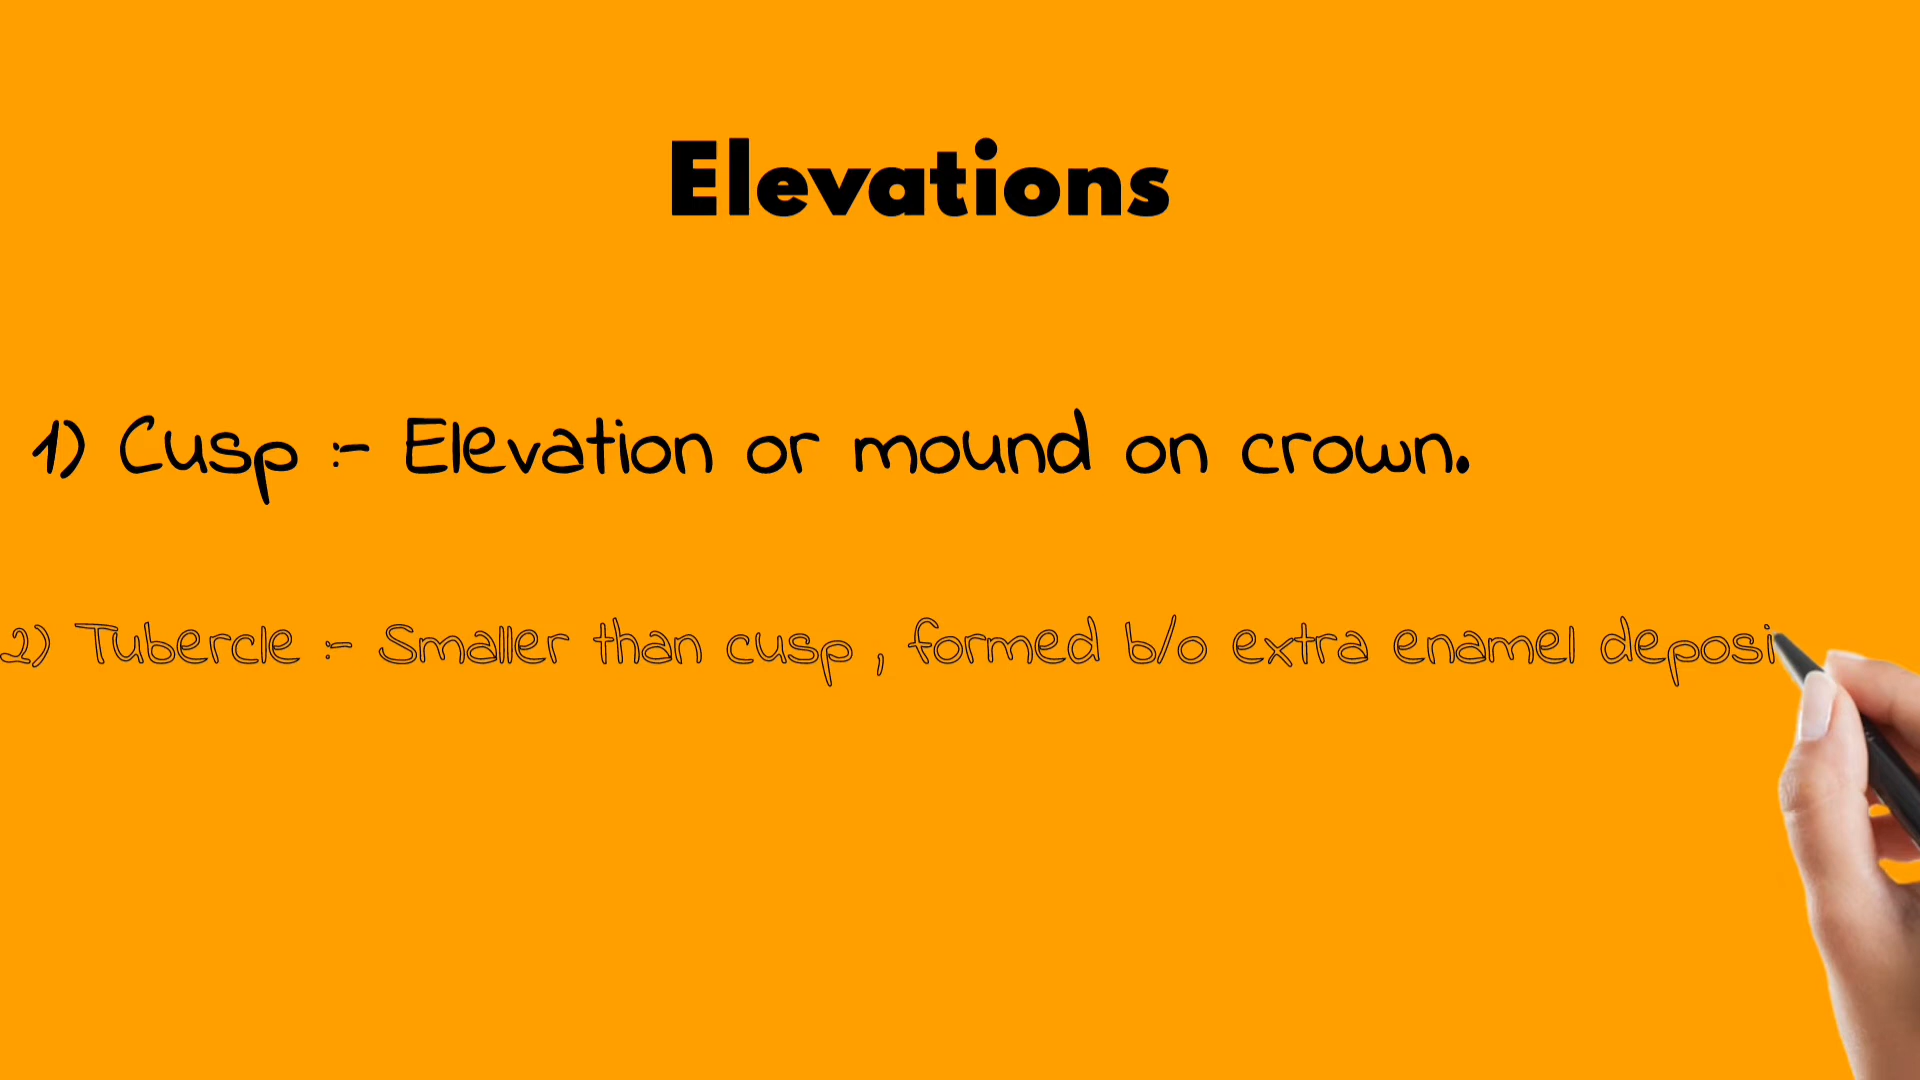 Elevations
1) Cusp :- Elevation or mound on crown.
2) Tubercle :- Smaller than cusp , formed b/o extra enamel deposi